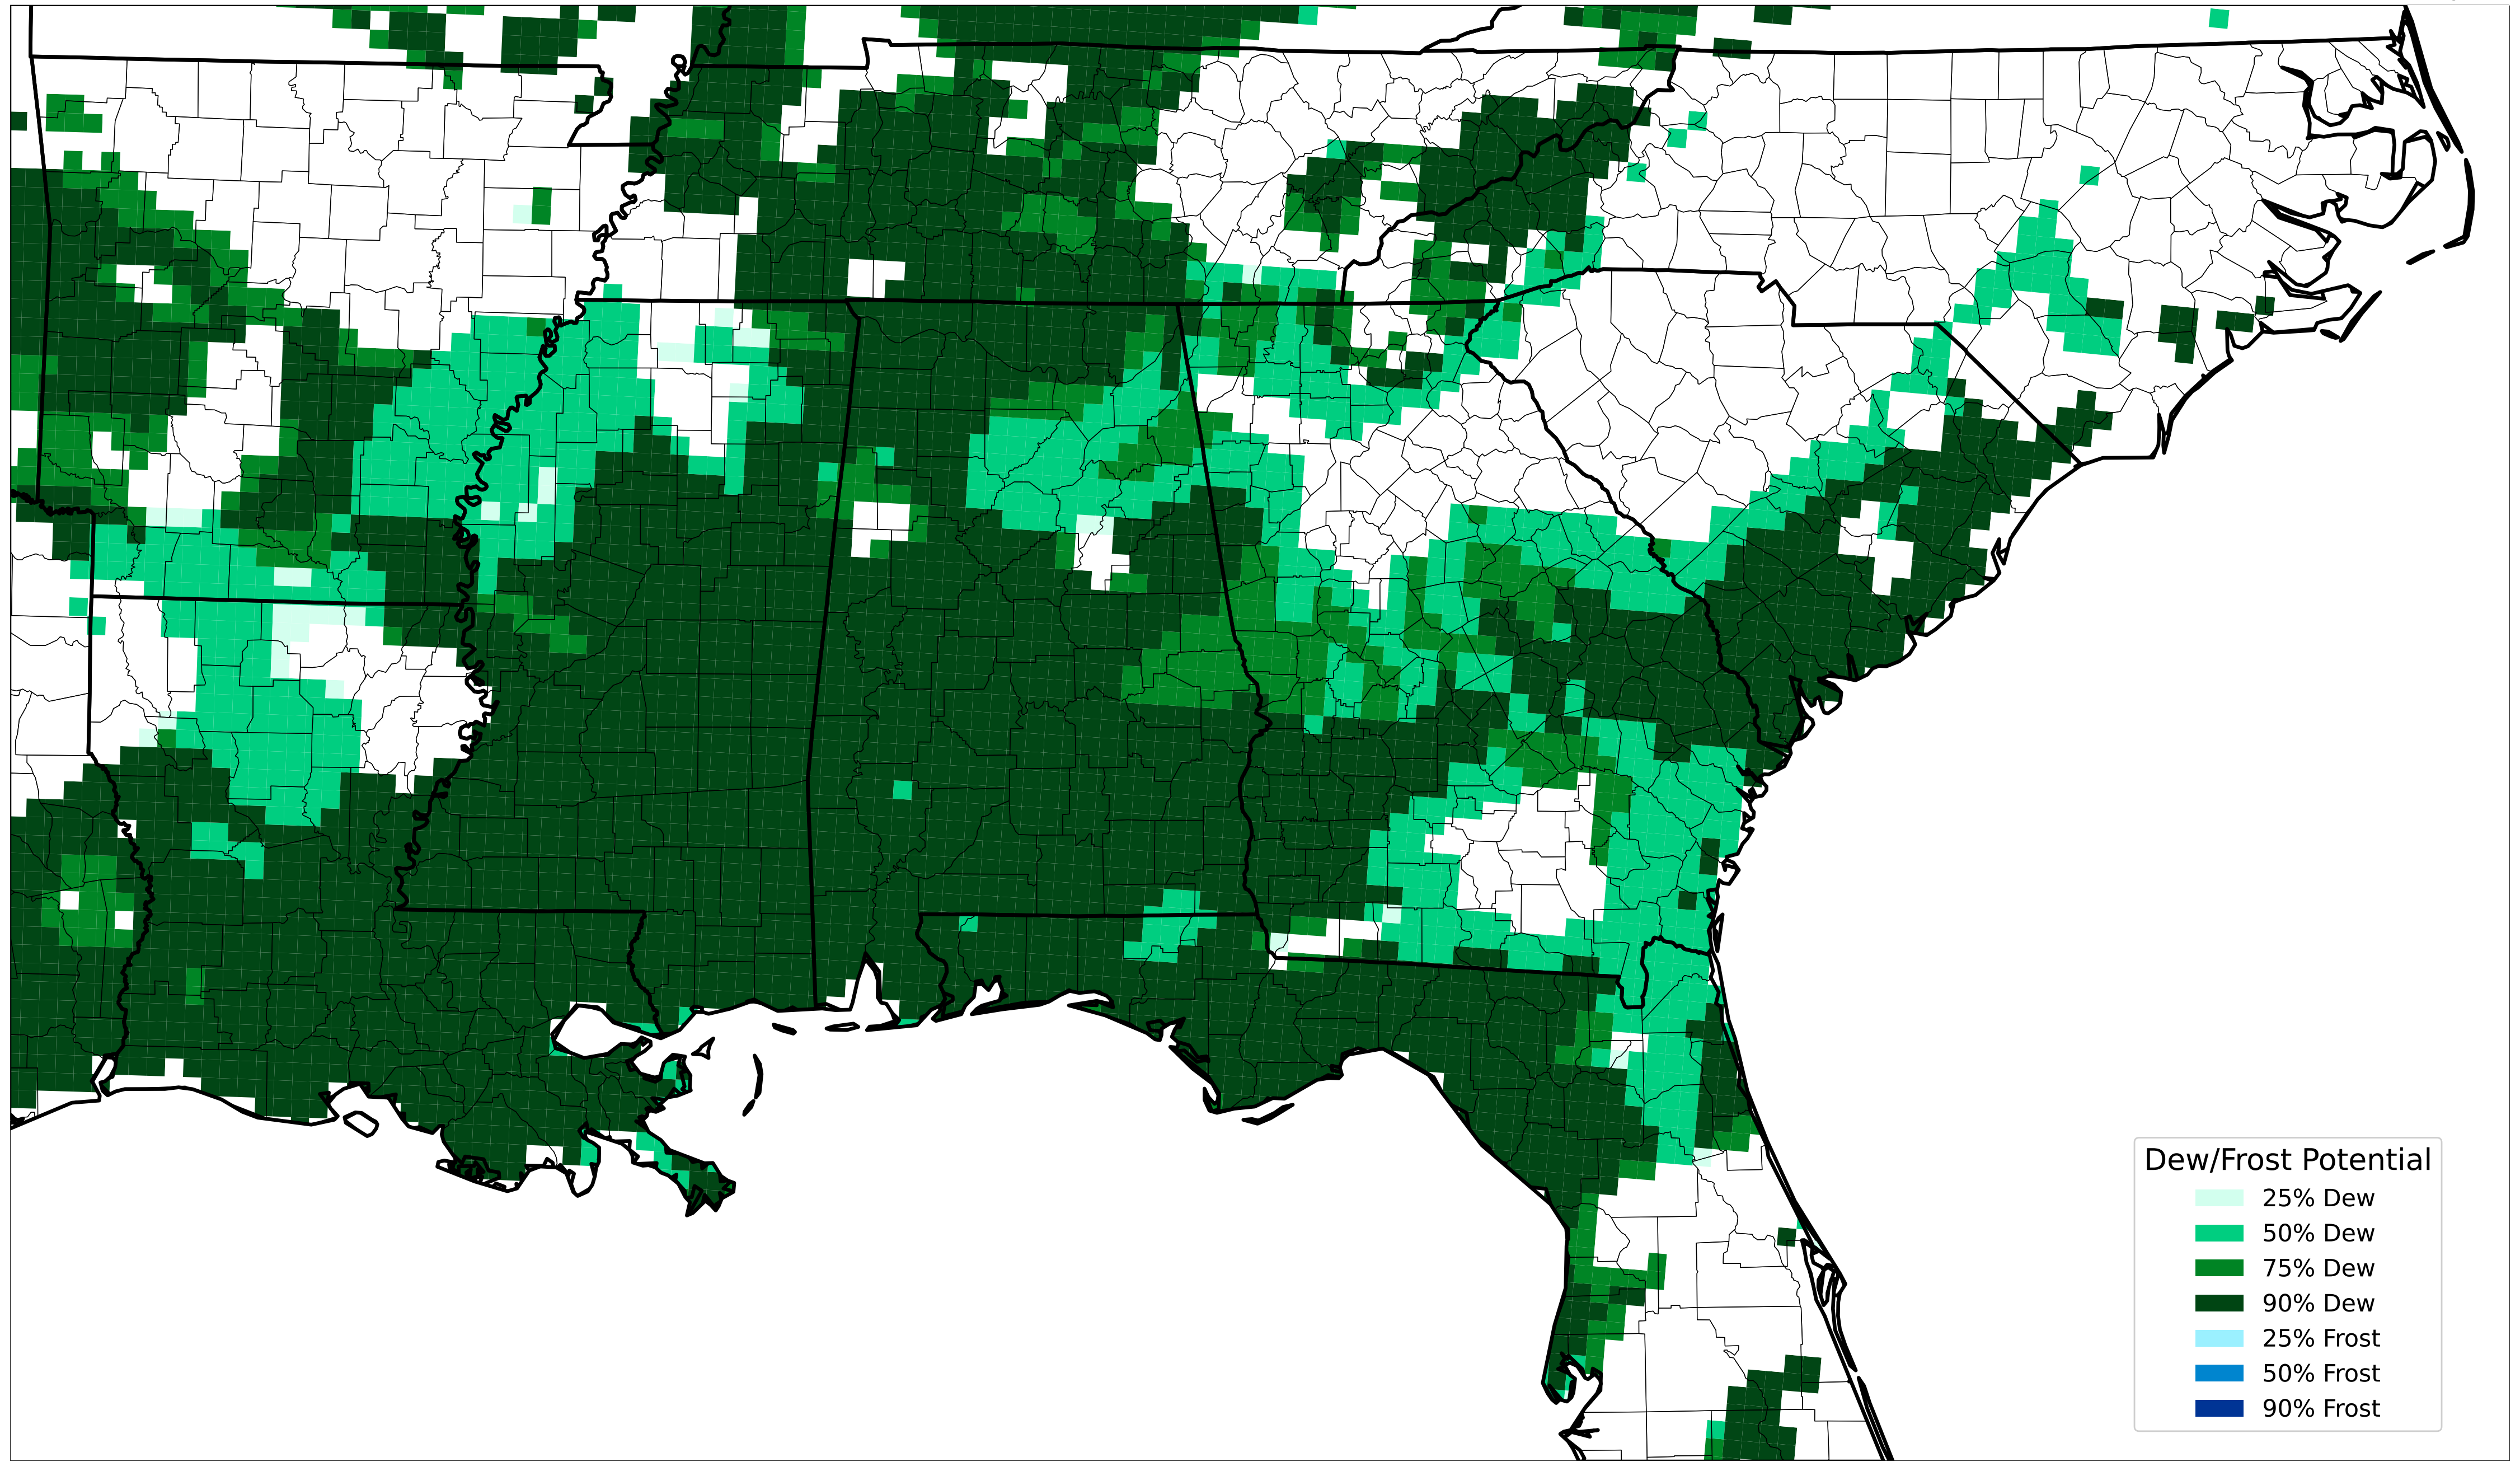 Dew/Frost Potential
25% Dew
50% Dew
75% Dew
90% Dew
25% Frost
50% Frost
90% Frost